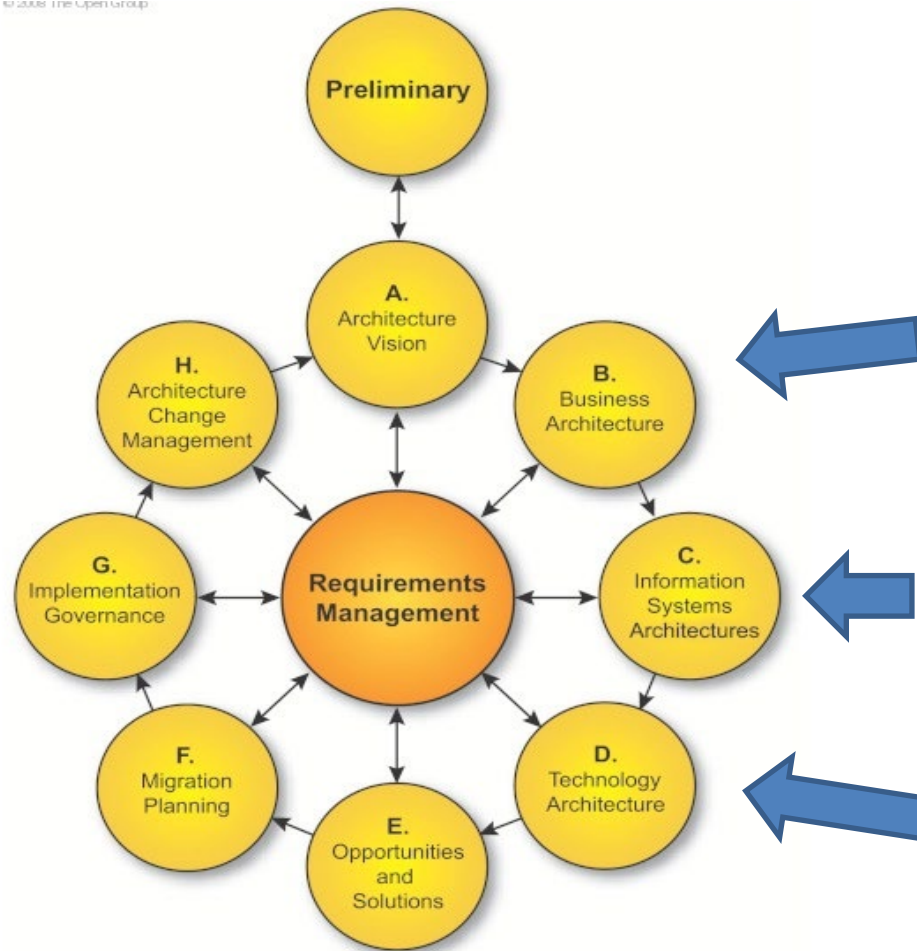 © 2008 The Open Group
Preliminary
A.
Architecture
Vision
B.
Business
Architecture
C.
Information
Systems
Architectures
D.
Technology
Architecture
E.
Opportunities
and
Solutions
F.
Migration
Planning
G.
Implementation
Governance
H.
Architecture
Change
Management
Requirements
Management